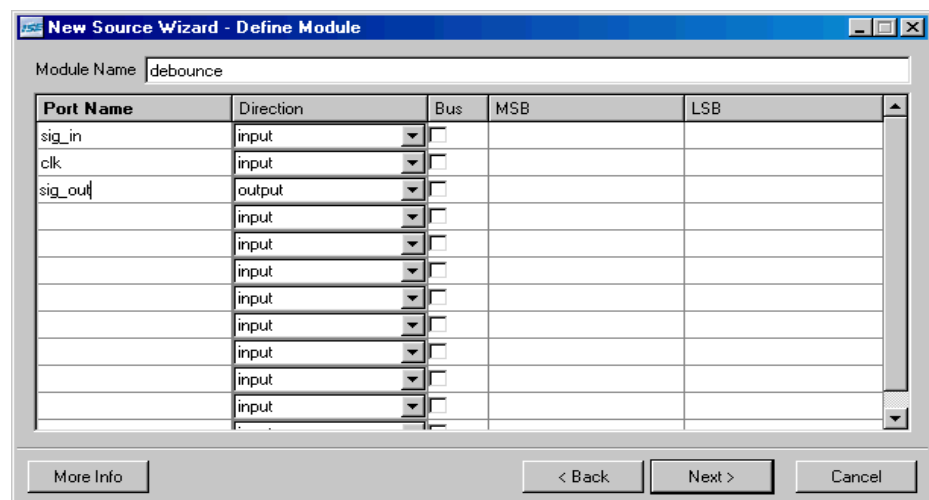 ISE New Source Wizard - Define Module
Module Name debounce
Port Name Direction Bus MSB LSB
sig_in input
clk input
sig_out output
input
input
input
input
input
input
input
input
More Info < Back Next > Cancel